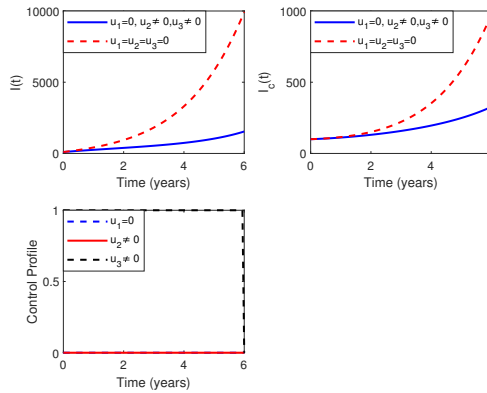 10000
5000
0
I(t)
u1=0, u2≠0,u3≠0
u1=u2=u3=0
0 2 4 6
Time (years)
1000
500
0
Ic(t)
u1=0, u2≠0,u3≠0
u1=u2=u3=0
0 2 4
Time (years)
1
0.5
0
Control Profile
u1=0
u2≠ 0
u3≠ 0
0 2 4 6
Time (years)